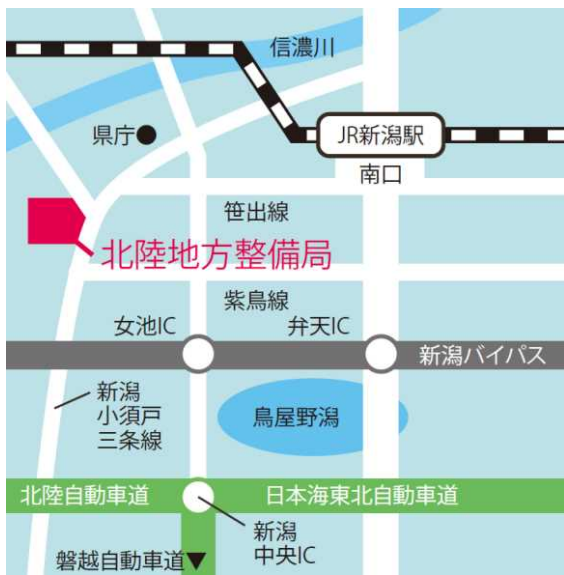 信濃川
県庁
JR新潟駅
南口
笹出線
北陸地方整備局
紫鳥線
女池IC
弁天IC
新潟バイパス
新潟
小須戸
三条線
鳥屋野潟
北陸自動車道
日本海東北自動車道
新潟
中央IC
磐越自動車道▼